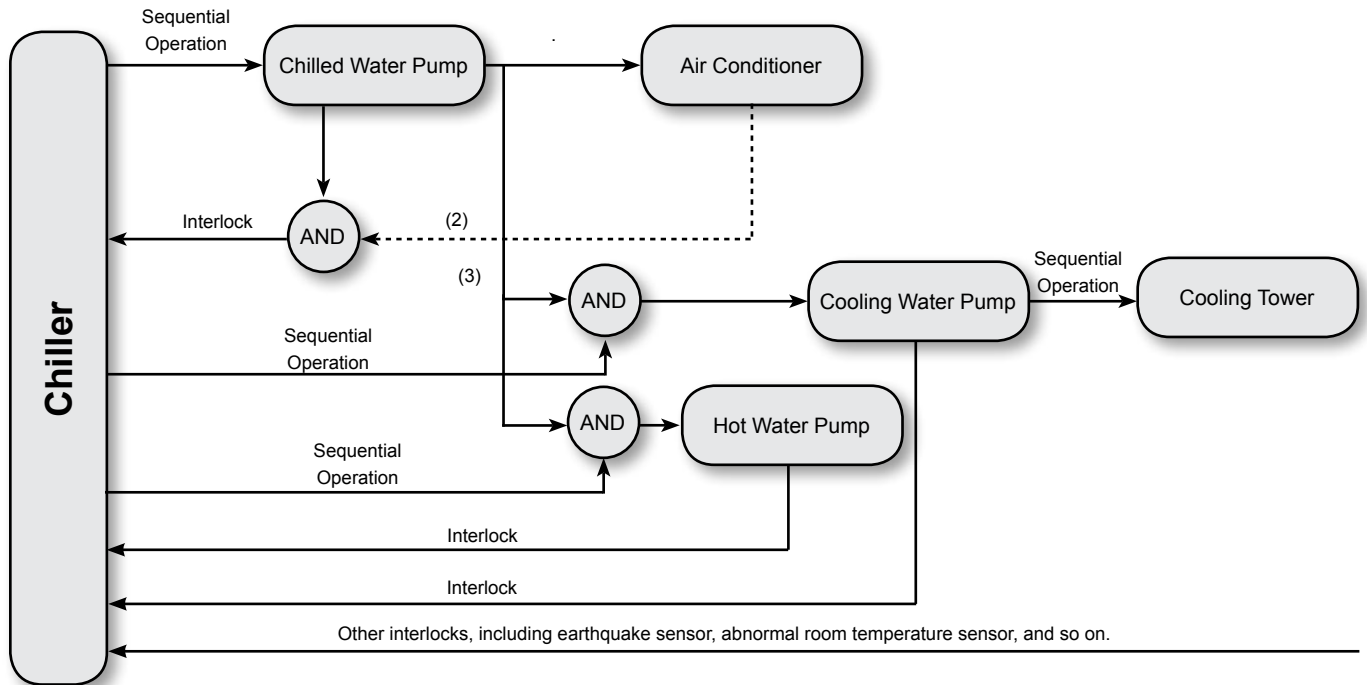 Sequential
Operation
Chilled Water Pump
Air Conditioner
Interlock
AND
(2)
(3)
AND
Cooling Water Pump
Sequential
Operation
Cooling Tower
Chiller
Sequential
Operation
AND
Hot Water Pump
Sequential
Operation
Interlock
Interlock
Other interlocks, including earthquake sensor, abnormal room temperature sensor, and so on.